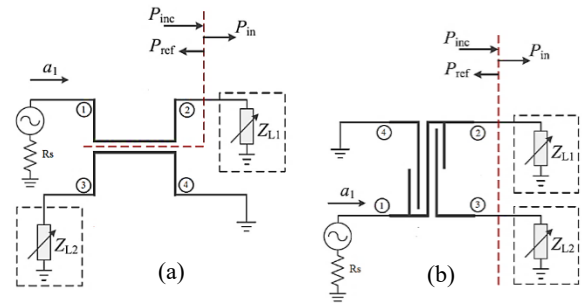 P_inc
P_in
P_ref
a_1
①
②
Z_L1
Rs
③
④
Z_L2
(a)
P_inc
P_in
P_ref
④
②
Z_L1
a_1
①
③
Z_L2
Rs
(b)